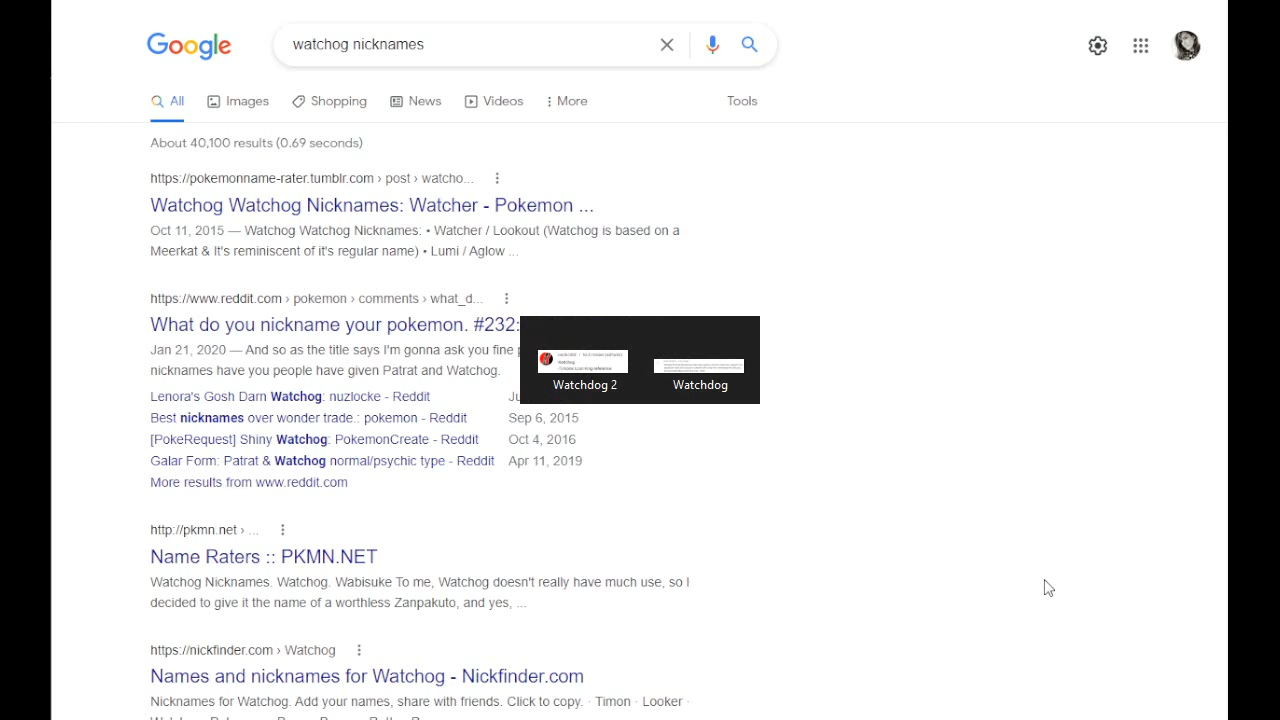 Google
watchog nicknames
All
Images
Shopping
News
Videos
More
Tools
About 40,100 results (0.69 seconds)
https://pokemonname-rater.tumblr.com › post › watcho...
Watchog Watchog Nicknames: Watcher - Pokemon ...
Oct 11, 2015 — Watchog Watchog Nicknames: • Watcher / Lookout (Watchog is based on a
Meerkat & It's reminiscent of it's regular name) • Lumi / Aglow ...
https://www.reddit.com › pokemon › comments › what_d...
What do you nickname your pokemon. #232:
Jan 21, 2020 — And so as the title says I'm gonna ask you fine
nicknames have you people have given Patrat and Watchog.
Watchdog 2
Watchdog
Lenora's Gosh Darn Watchog: nuzlocke - Reddit
Best nicknames over wonder trade.: pokemon - Reddit Sep 6, 2015
[PokeRequest] Shiny Watchog: PokemonCreate - Reddit Oct 4, 2016
Galar Form: Patrat & Watchog normal/psychic type - Reddit Apr 11, 2019
More results from www.reddit.com
http://pkmn.net › ...
Name Raters :: PKMN.NET
Watchog Nicknames. Watchog. Wabisuke To me, Watchog doesn't really have much use, so I
decided to give it the name of a worthless Zanpakuto, and yes, ...
https://nickfinder.com › Watchog
Names and nicknames for Watchog - Nickfinder.com
Nicknames for Watchog. Add your names, share with friends. Click to copy. · Timon · Looker ·